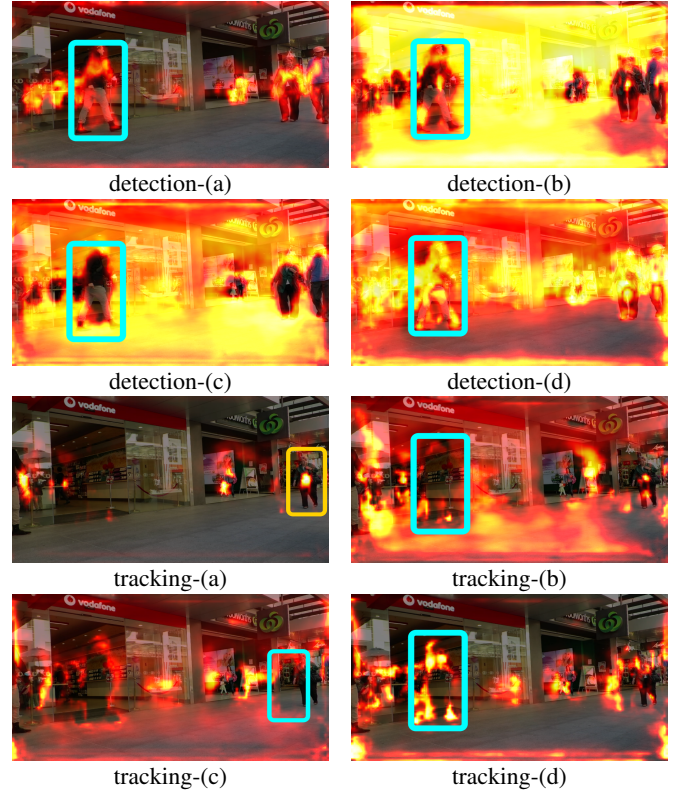 vodafone
vodafone
detection-(a)
detection-(b)
vodafone
vodafone
detection-(c)
detection-(d)
vodafone
vodafone
tracking-(a)
tracking-(b)
vodafone
vodafone
tracking-(c)
tracking-(d)